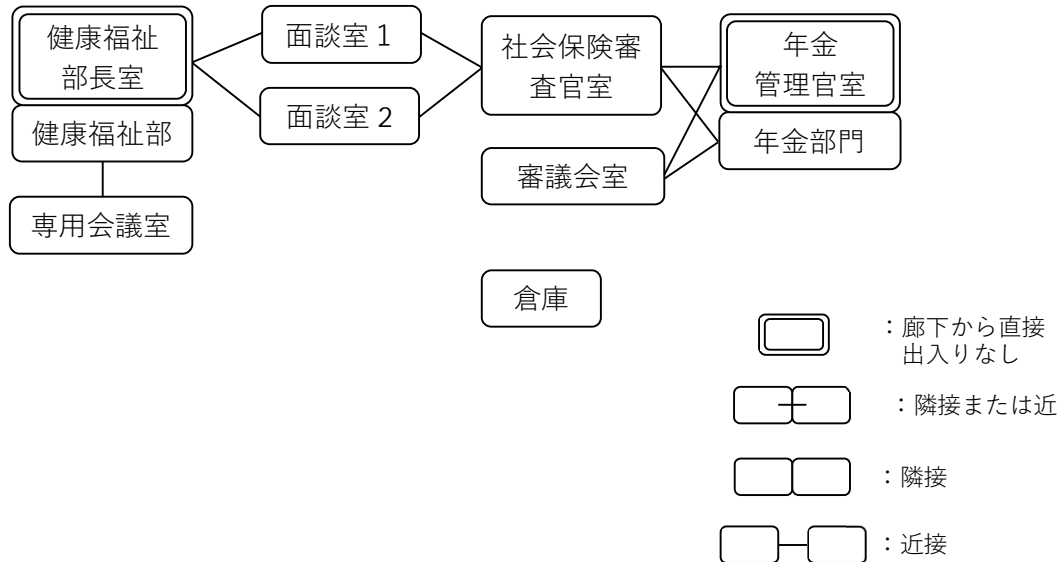 健康福祉
部長室
健康福祉部
専用会議室
面談室1
面談室2
社会保険審
査官室
審議会室
倉庫
年金
管理官室
年金部門
：廊下から直接
出入りなし
：隣接または近
：隣接
：近接